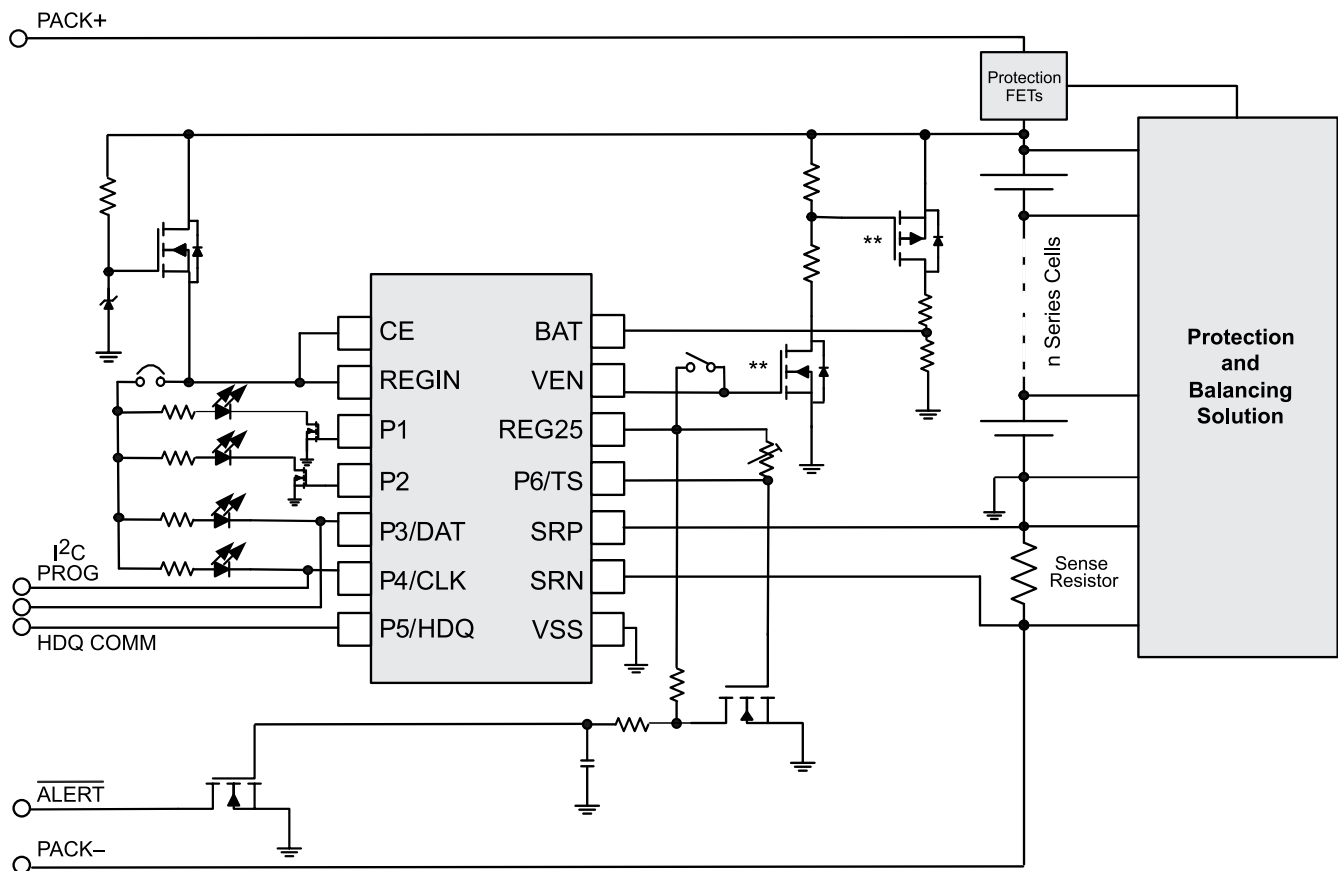 PACK+
Protection
FETs
**
n Series Cells
CE
BAT
**
REGIN
VEN
P1
REG25
P2
P6/TS
P3/DAT
SRP
P4/CLK
SRN
P5/HDQ
VSS
Protection
and
Balancing
Solution
I²C
PROG
HDQ COMM
Sense
Resistor
ALERT
PACK–